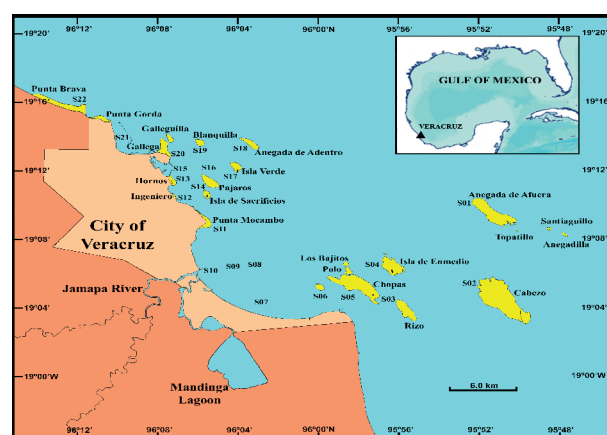 96°12' 96°08' 96°04' 96°00'N 95°56' 95°52' 95°48'
19°20' 19°20'
GULF OF MEXICO
VERACRUZ
Punta Brava
S22
19°16' 19°16'
Punta Gorda
S21
Galleguilla
Gallega
S20
Blanquilla
S19
S18
Anegada de Adentro
19°12' 19°12'
S15
S16
Isla Verde
S17
Hornos
S13
S14
Pajaros
Ingeniero
S12
Isla de Sacrificios
Anegada de Afuera
S01
City of
Veracruz
Punta Mocambo
S11
Santiaguillo
Topatillo
Anegadilla
19°08' 19°08'
Los Bajitos
S04
Isla de Enmedio
Polo
S10
S09
S08
Jamapa River
Chopas
S02
Cabezo
S06
S05
S03
S07
19°04' 19°04'
Rizo
19°00'W 19°00'W
Mandinga
Lagoon
6.0 km
96°12' 96°08' 96°04' 96°00'N 95°56' 95°52' 95°48'